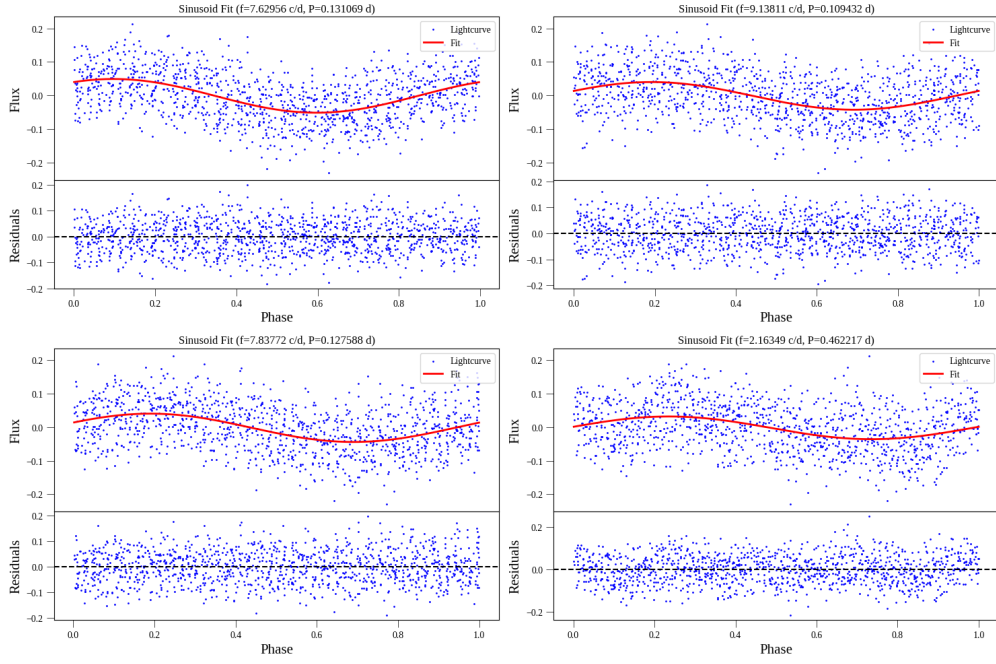 Sinusoid Fit (f=7.62956 c/d, P=0.131069 d)
Lightcurve
Fit
Flux
0.2
0.1
0.0
−0.1
−0.2
Residuals
0.2
0.1
0.0
−0.1
−0.2
0.0 0.2 0.4 0.6 0.8 1.0
Phase
Sinusoid Fit (f=9.13811 c/d, P=0.109432 d)
Lightcurve
Fit
Flux
0.2
0.1
0.0
−0.1
−0.2
Residuals
0.2
0.1
0.0
−0.1
−0.2
0.0 0.2 0.4 0.6 0.8 1.0
Phase
Sinusoid Fit (f=7.83772 c/d, P=0.127588 d)
Lightcurve
Fit
Flux
0.2
0.1
0.0
−0.1
−0.2
Residuals
0.2
0.1
0.0
−0.1
−0.2
0.0 0.2 0.4 0.6 0.8 1.0
Phase
Sinusoid Fit (f=2.16349 c/d, P=0.462217 d)
Lightcurve
Fit
Flux
0.2
0.1
0.0
−0.1
−0.2
Residuals
0.2
0.0
−0.2
0.0 0.2 0.4 0.6 0.8 1.0
Phase